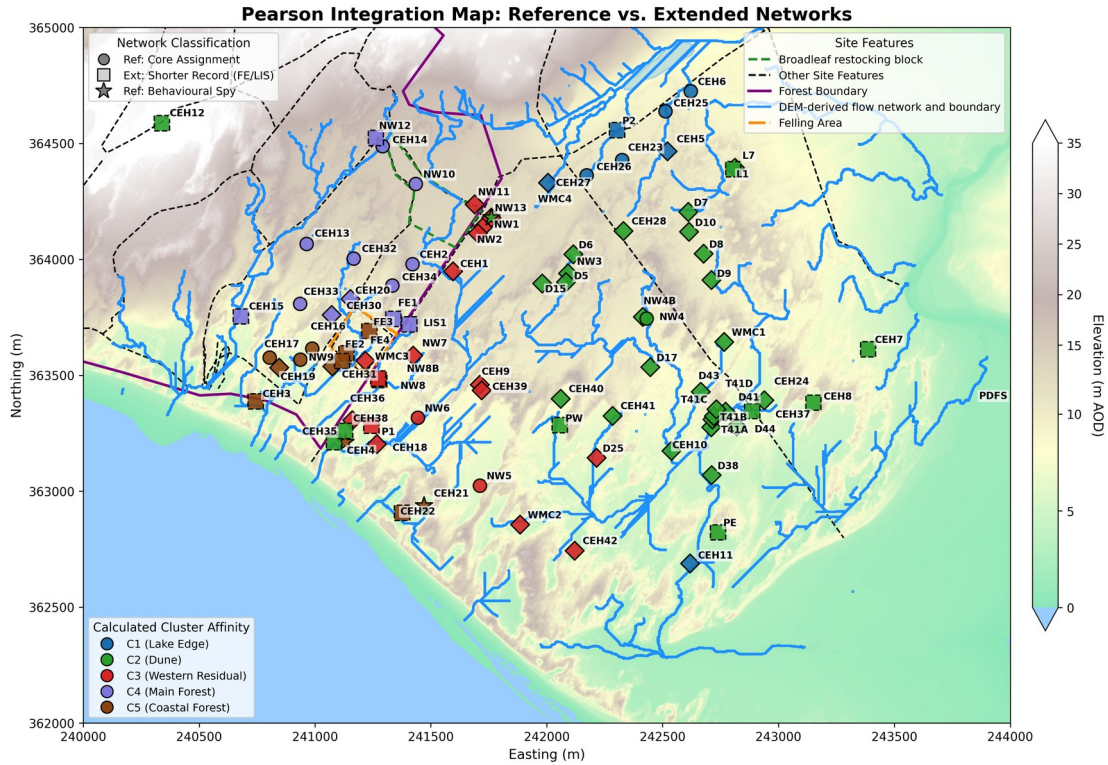 Pearson Integration Map: Reference vs. Extended Networks
Network Classification
Ref: Core Assignment
Ext: Shorter Record (FE/LIS)
Ref: Behavioural Spy
Site Features
Broadleaf restocking block
Other Site Features
Forest Boundary
DEM-derived flow network and boundary
Felling Area
CEH12
CEH6
CEH25
P2
NW12
CEH14
CEH5
CEH23
L7
L1
CEH26
NW10
CEH27
WMC4
NW11
NW13
NW1
NW2
D7
D10
CEH28
CEH13
CEH32
CEH2
D6
D8
NW3
CEH1
CEH34
D5
D15
D9
CEH33
CEH20
CEH15
CEH30
FE1
NW4B
NW4
CEH16
FE3
LIS1
WMC1
CEH17
FE4
FE2
NW7
CEH7
NW9
WMC3
D17
CEH19
CEH31
NW8B
CEH9
NW8
CEH39
D43
T41D
CEH24
CEH3
CEH36
CEH40
T41C
D41
CEH8
PDFS
NW6
CEH41
T41B
CEH37
CEH38
PW
T41A
D44
CEH35
P1
CEH4
CEH18
D25
CEH10
NW5
D38
CEH21
CEH22
WMC2
PE
CEH42
CEH11
Calculated Cluster Affinity
C1 (Lake Edge)
C2 (Dune)
C3 (Western Residual)
C4 (Main Forest)
C5 (Coastal Forest)
365000
364500
364000
363500
363000
362500
362000
Northing (m)
240000
240500
241000
241500
242000
242500
243000
243500
244000
Easting (m)
35
30
25
20
15
10
5
0
Elevation (m AOD)